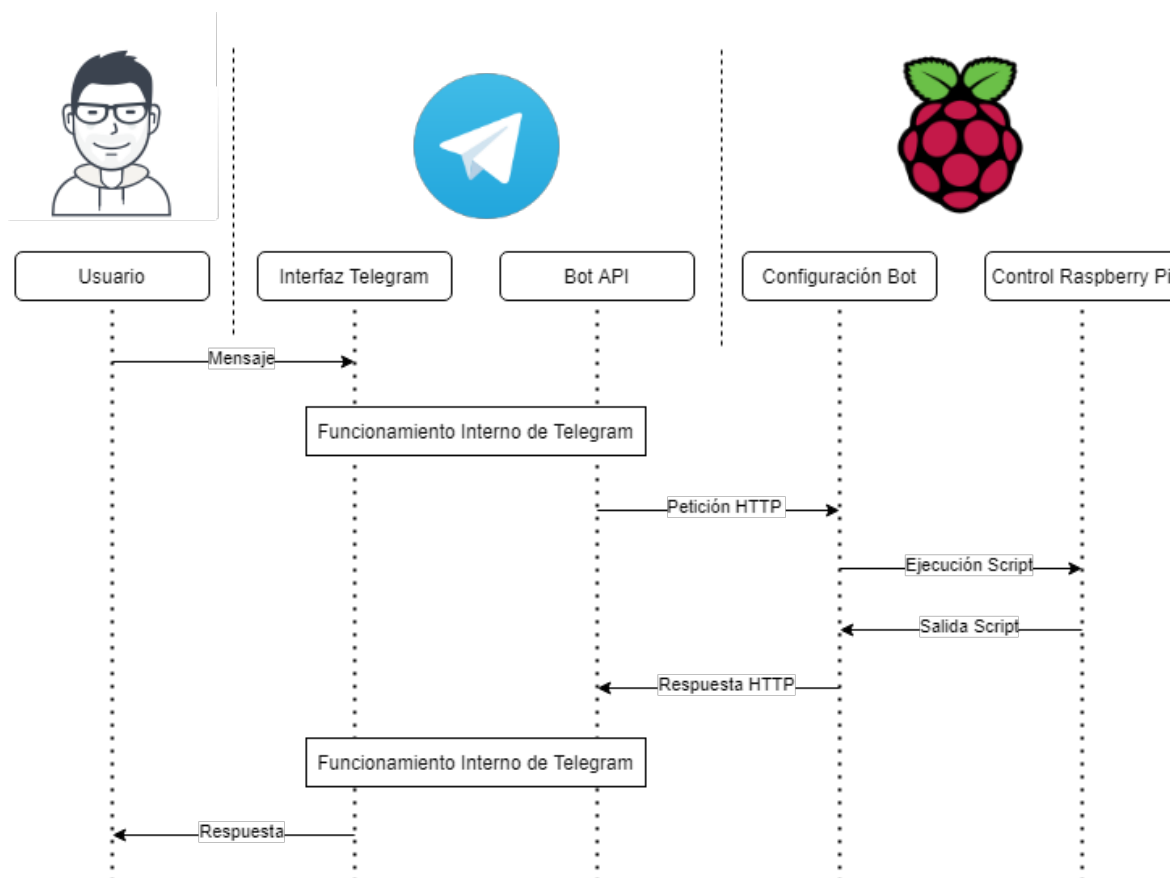 Usuario
Interfaz Telegram
Bot API
Configuración Bot
Control Raspberry Pi
Mensaje
Funcionamiento Interno de Telegram
Petición HTTP
Ejecución Script
Salida Script
Respuesta HTTP
Funcionamiento Interno de Telegram
Respuesta